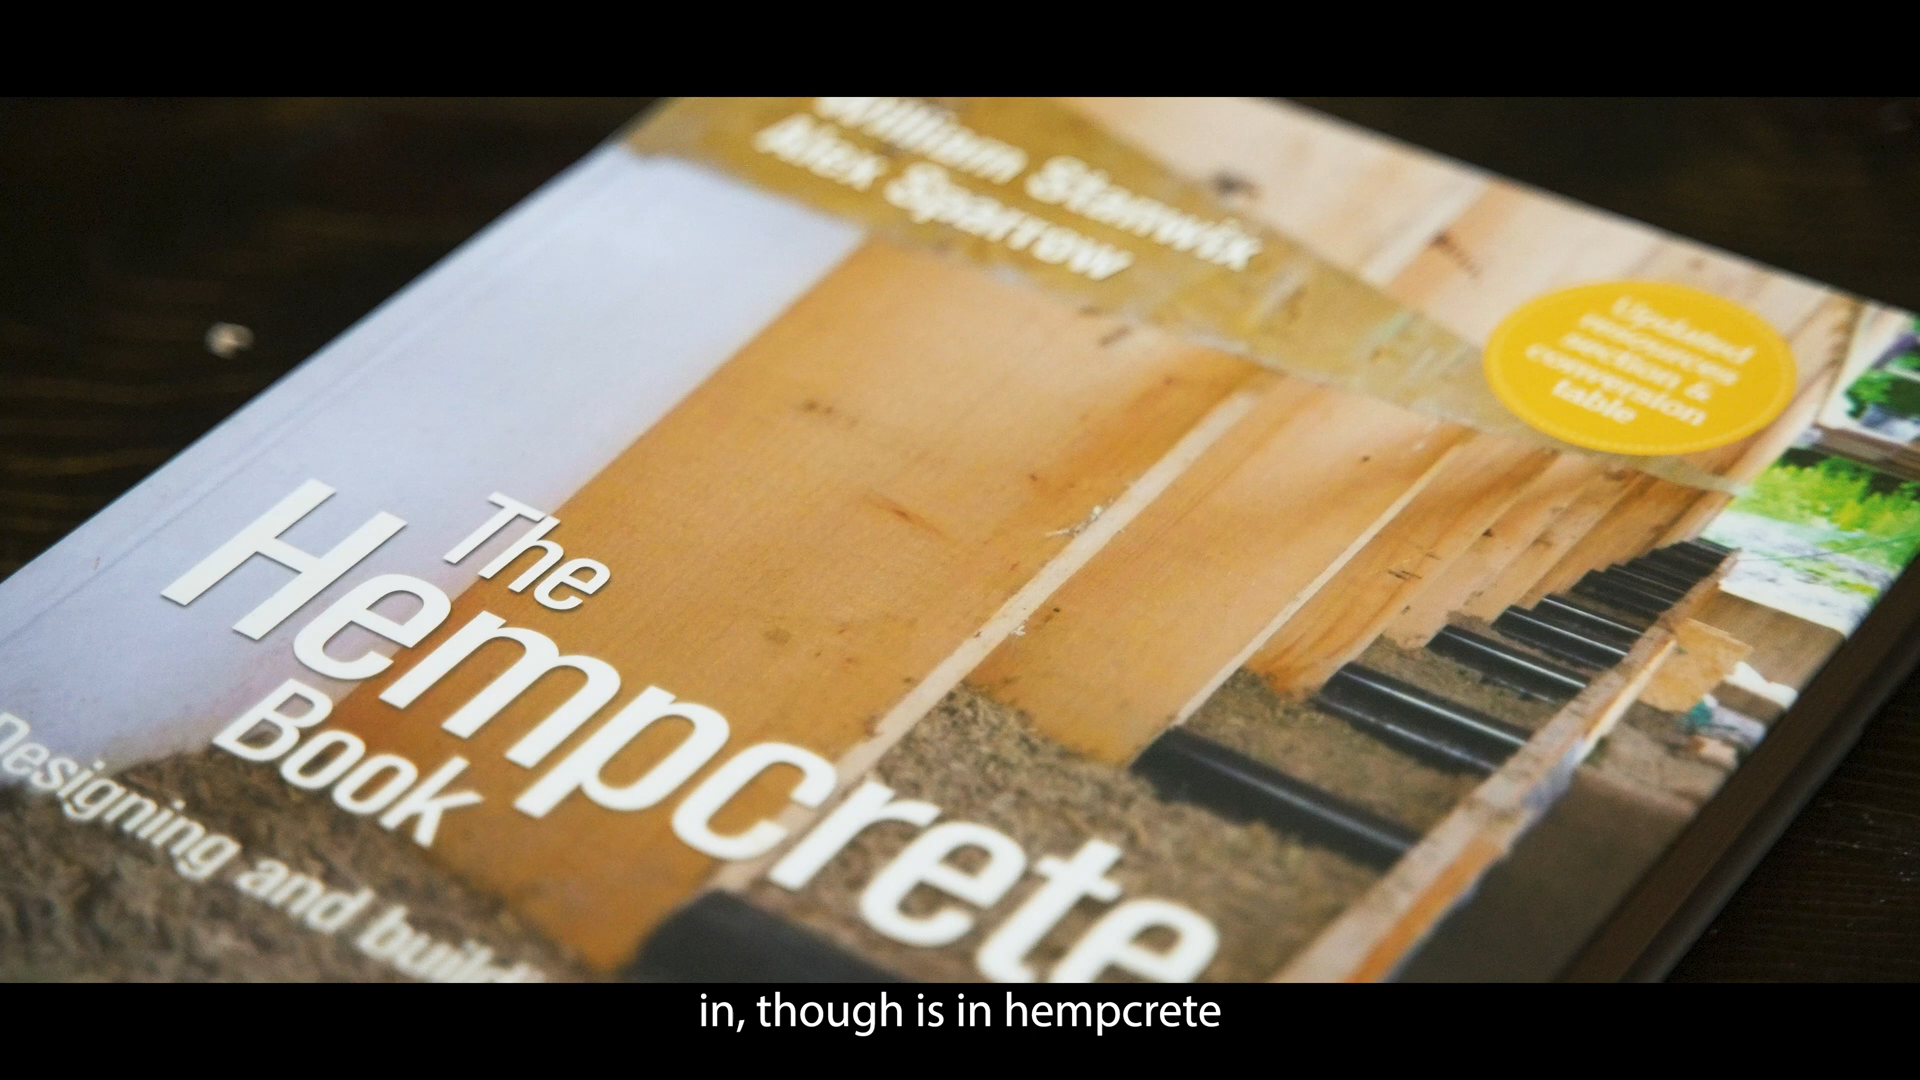 William Stanwix
Alex Sparrow
Updated
resources
section &
conversion
table
The
Hempcrete
Book
Designing and build
in, though is in hempcrete